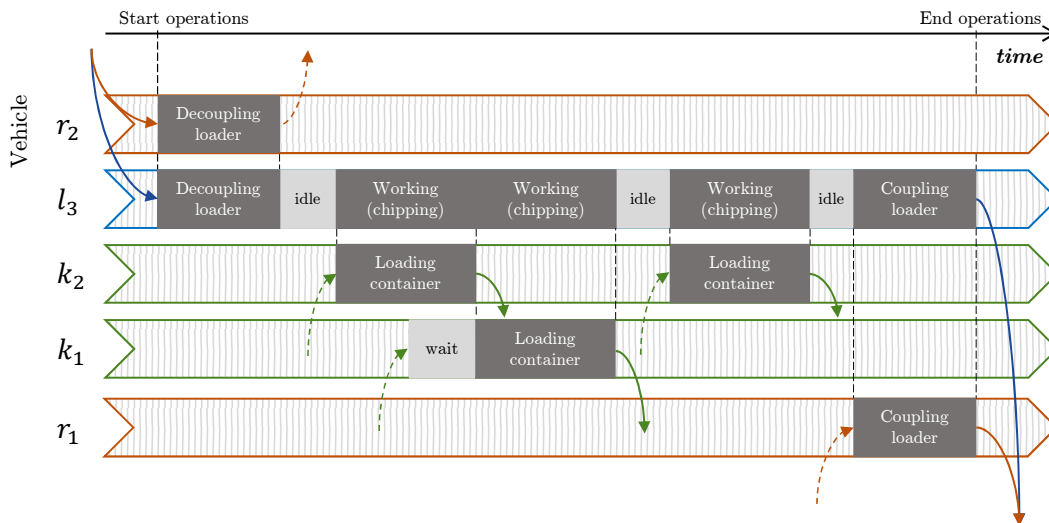 Start operations
End operations
time
Vehicle
r2
Decoupling
loader
l3
Decoupling
loader
idle
Working
(chipping)
Working
(chipping)
idle
Working
(chipping)
idle
Coupling
loader
k2
Loading
container
Loading
container
k1
wait
Loading
container
r1
Coupling
loader